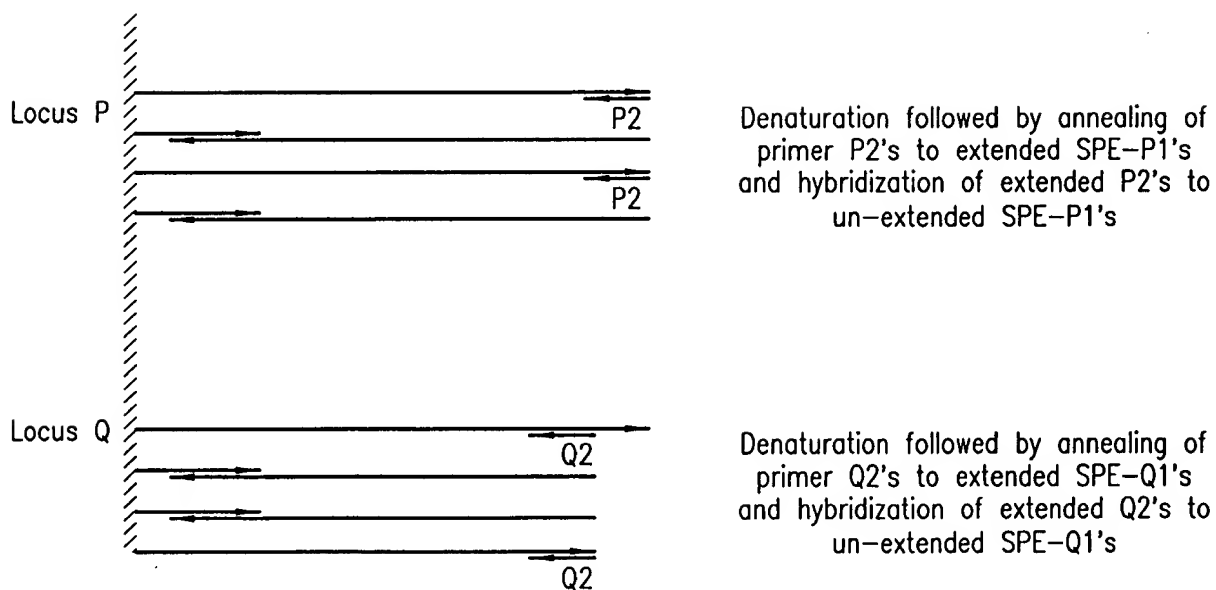 Locus P
P2
P2
Denaturation followed by annealing of
primer P2's to extended SPE-P1's
and hybridization of extended P2's to
un-extended SPE-P1's
Locus Q
Q2
Q2
Denaturation followed by annealing of
primer Q2's to extended SPE-Q1's
and hybridization of extended Q2's to
un-extended SPE-Q1's